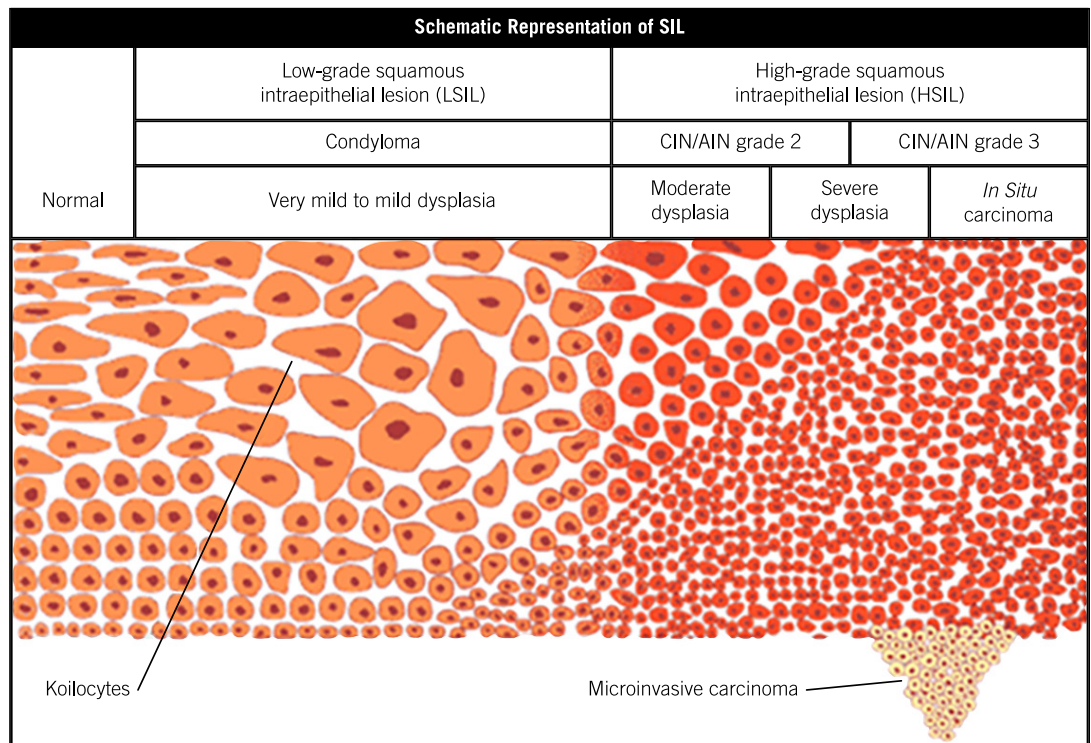 Schematic Representation of SIL
Low-grade squamous
intraepithelial lesion (LSIL)
High-grade squamous
intraepithelial lesion (HSIL)
Condyloma
CIN/AIN grade 2
CIN/AIN grade 3
Normal
Very mild to mild dysplasia
Moderate
dysplasia
Severe
dysplasia
In Situ
carcinoma
Koilocytes
Microinvasive carcinoma